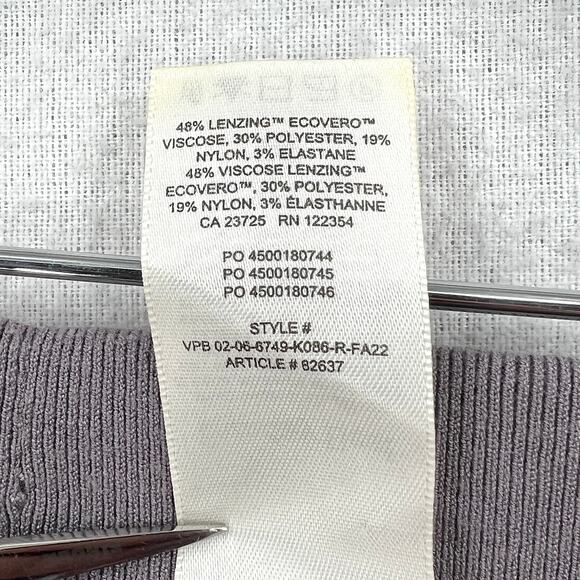 48% LENZING™ ECOVERO™
VISCOSE, 30% POLYESTER, 19%
NYLON, 3% ELASTANE
48% VISCOSE LENZING™
ECOVERO™, 30% POLYESTER,
19% NYLON, 3% ÉLASTHANNE
CA 23725 RN 122354
PO 4500180744
PO 4500180745
PO 4500180746
STYLE #
VPB 02-06-6749-K086-R-FA22
ARTICLE # 62637